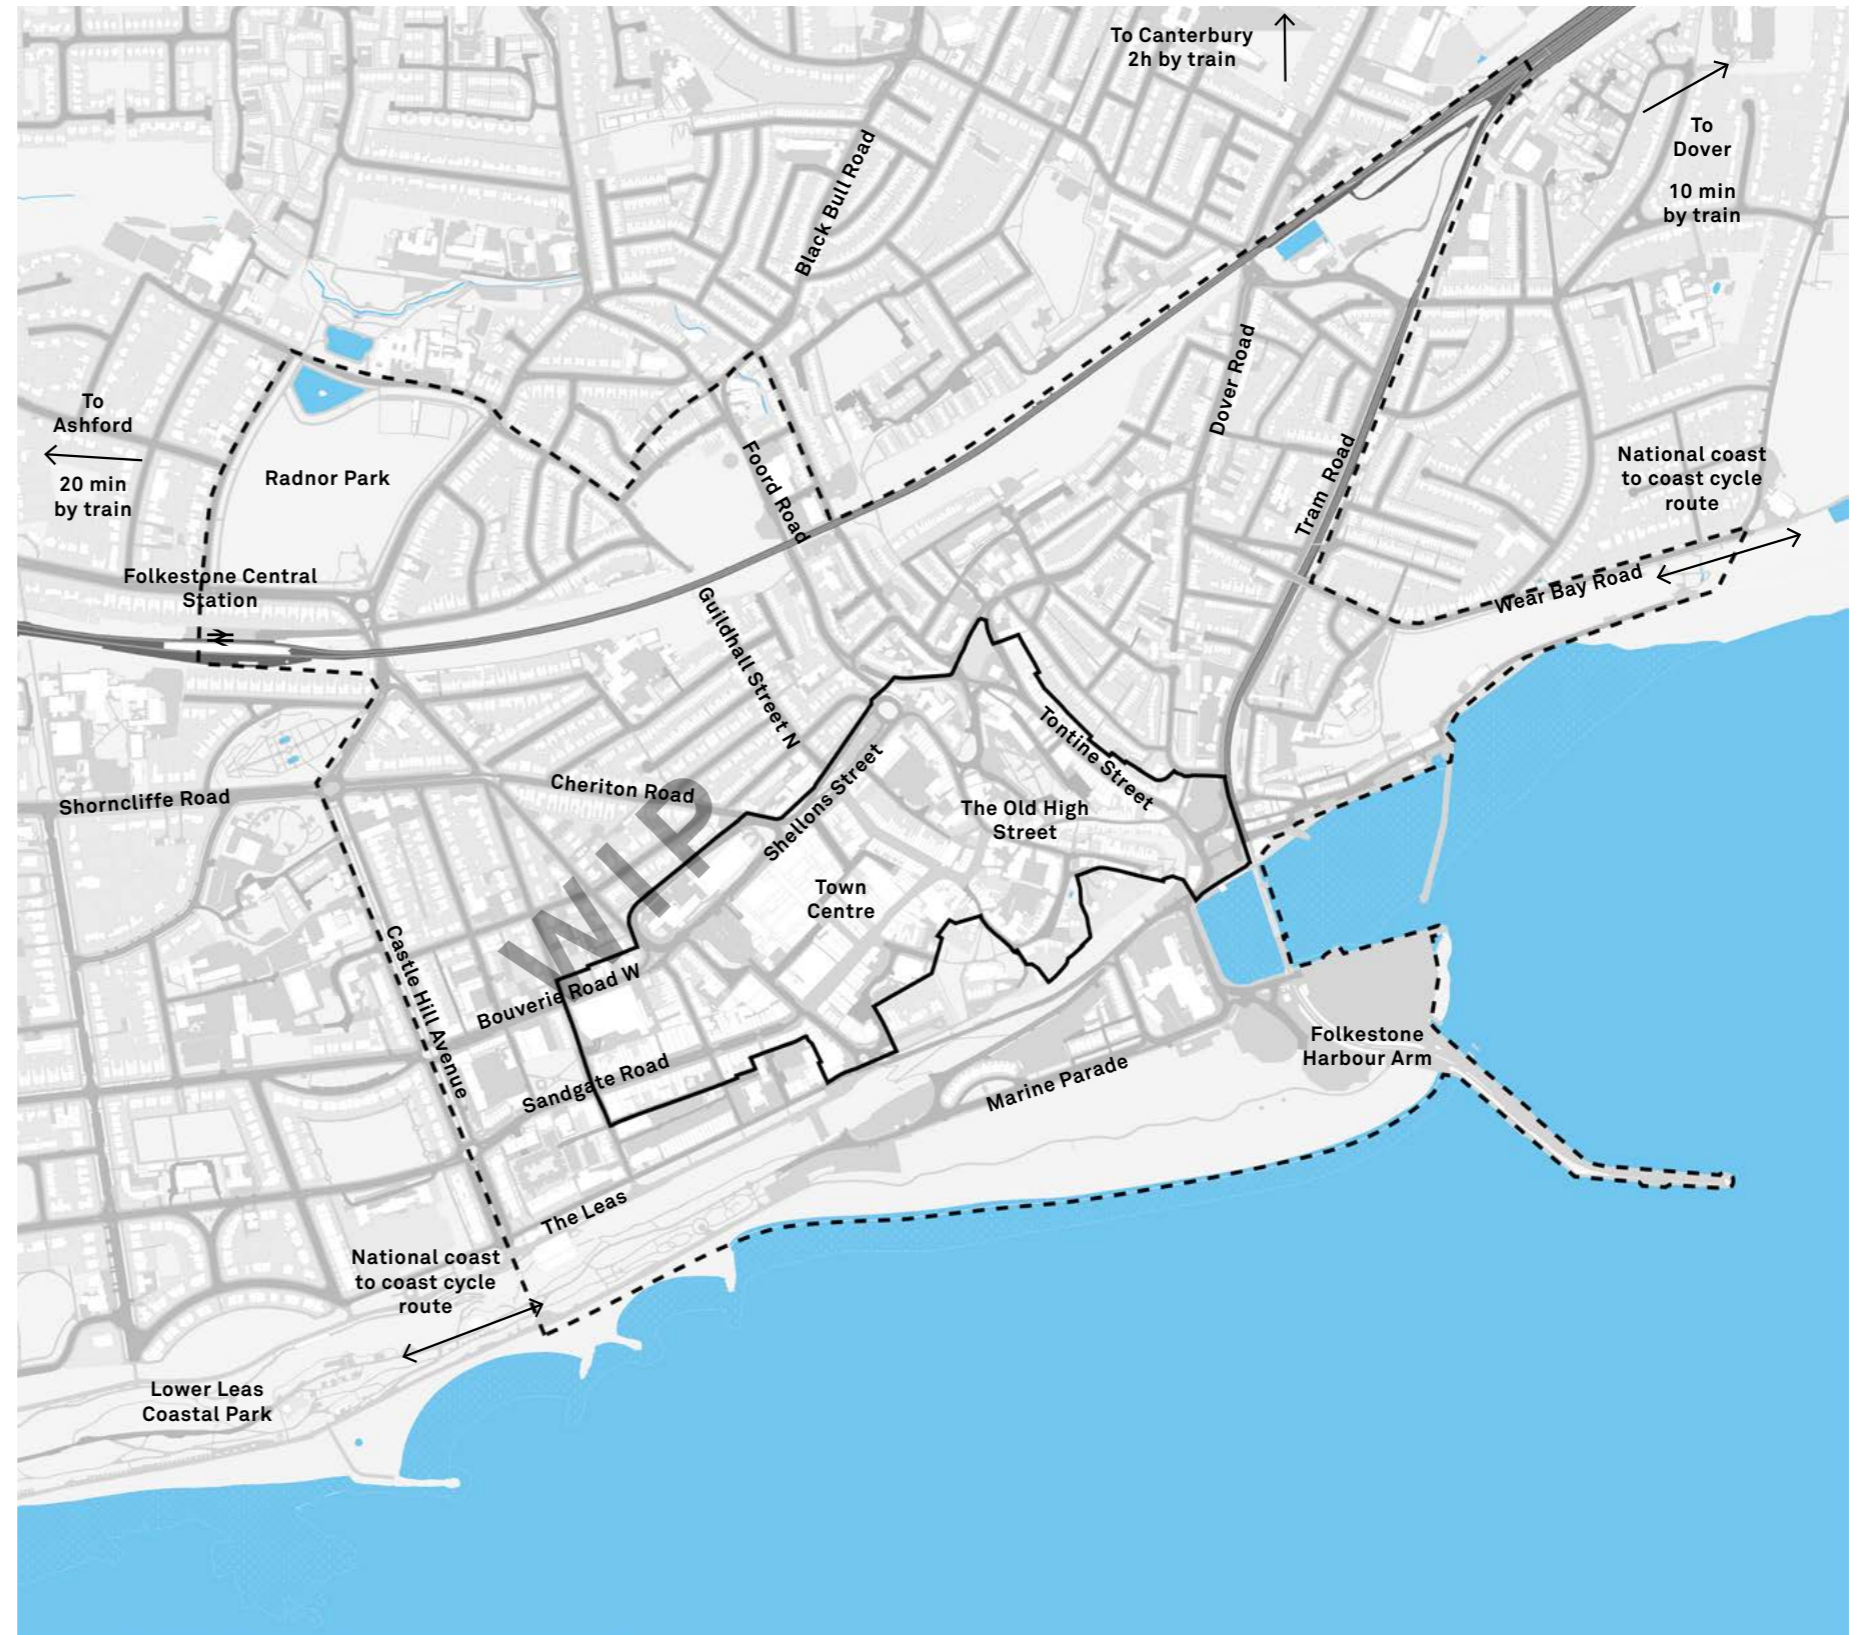 To Canterbury
2h by train
To
Dover
10 min
by train
Black Bull Road
Dover Road
To
Ashford
20 min
by train
Radnor Park
Foord Road
Tram Road
National coast
to coast cycle
route
Folkestone Central
Station
Wear Bay Road
Guildhall Street N
Tontine Street
Shorncliffe Road
Cheriton Road
Shellons Street
The Old High
Street
WIP
Town
Centre
Castle Hill Avenue
Bouverie Road W
Sandgate Road
Folkestone
Harbour Arm
Marine Parade
The Leas
National coast
to coast cycle
route
Lower Leas
Coastal Park